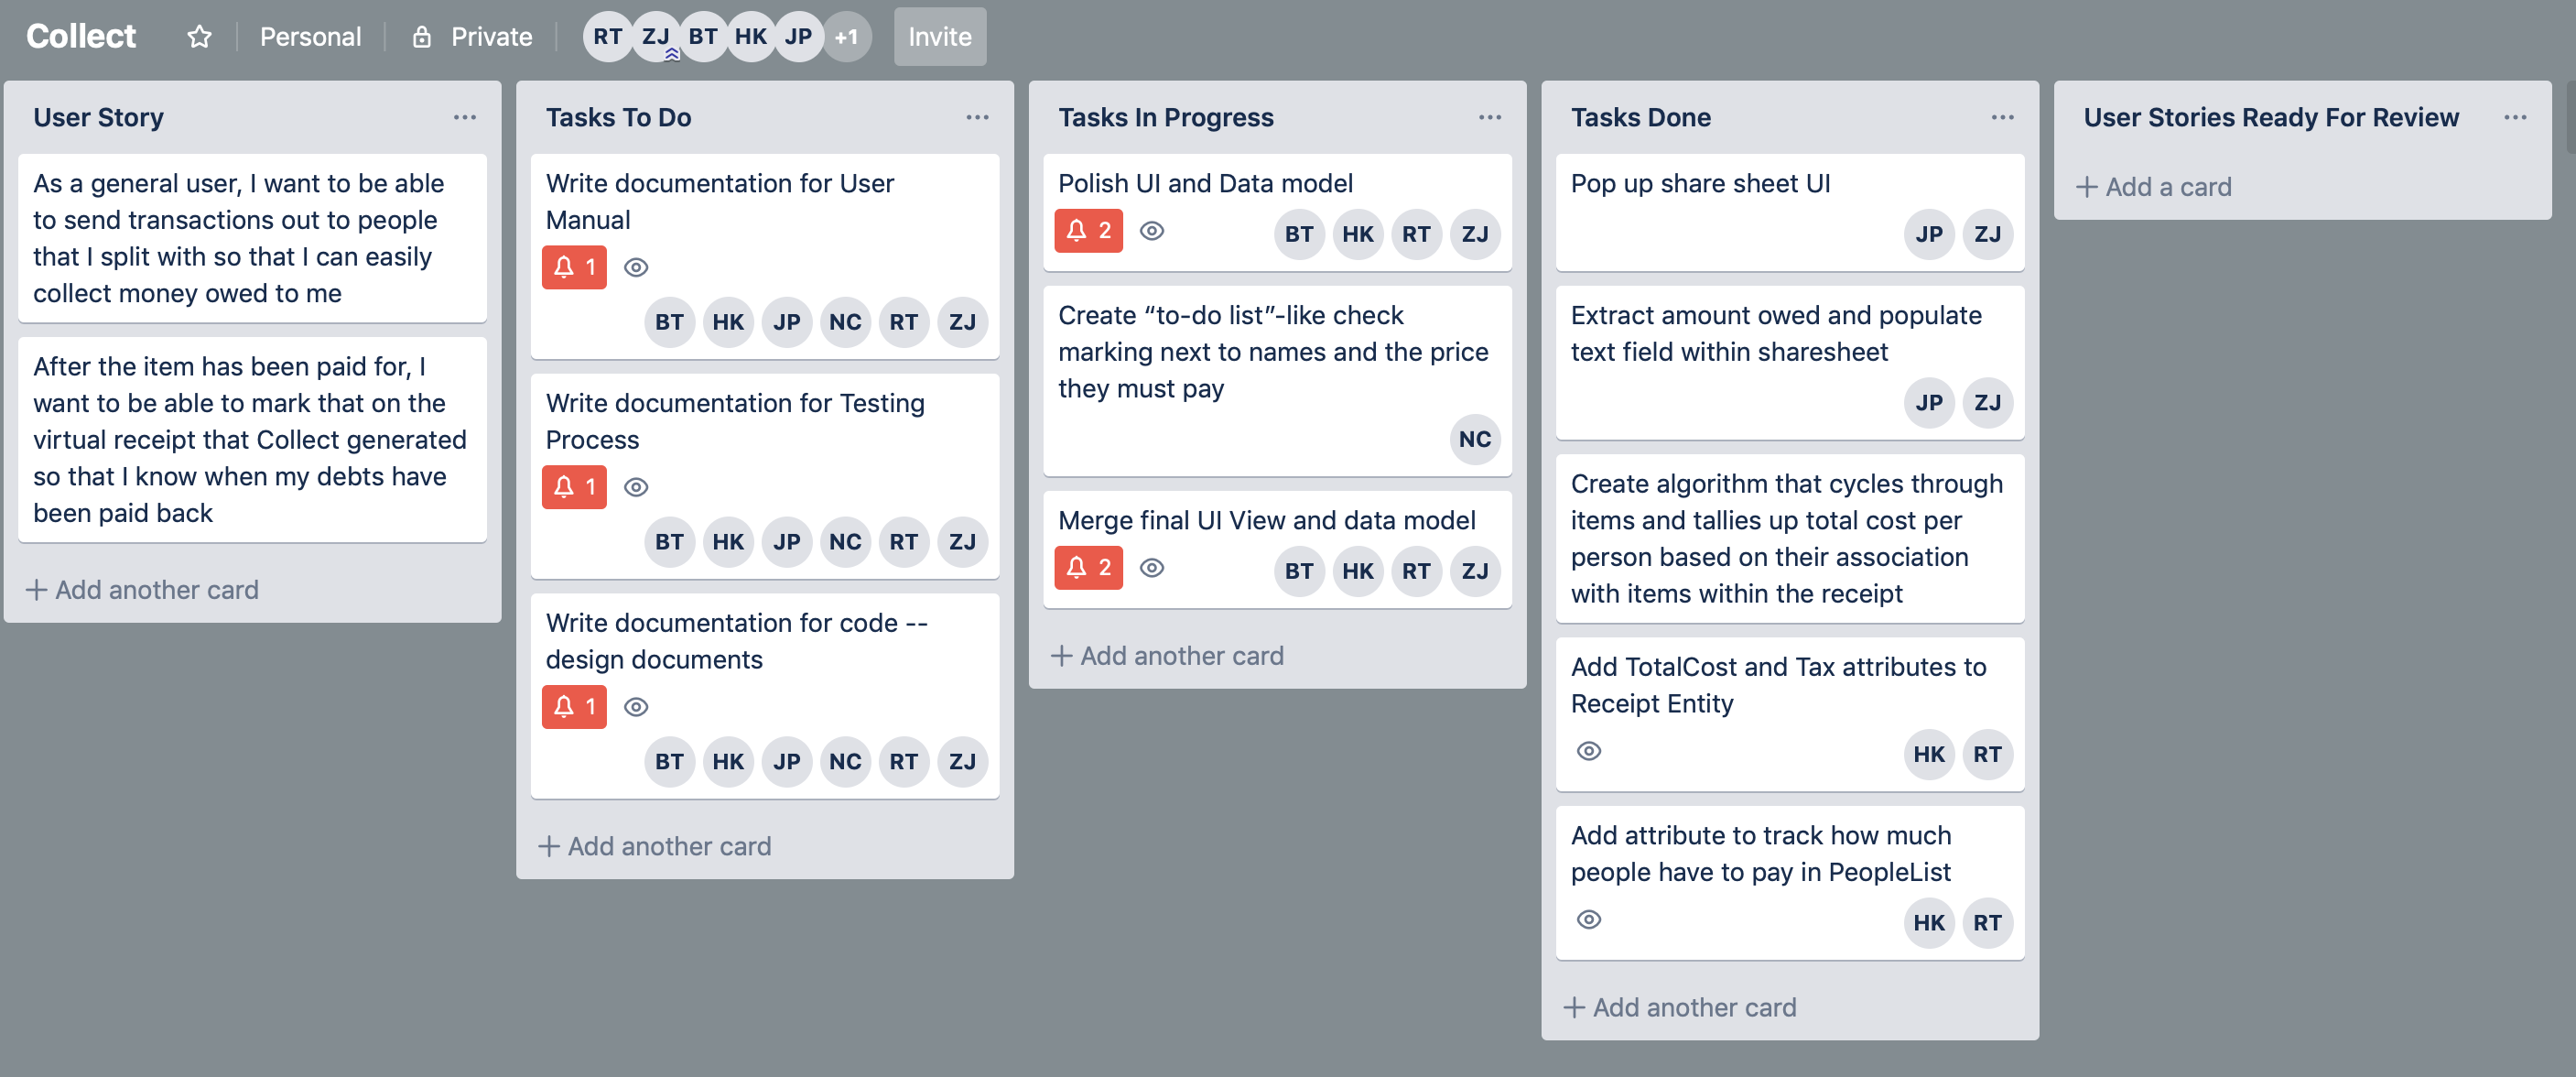 Collect
Personal
Private
RT ZJ BT HK JP +1
Invite
User Story
As a general user, I want to be able
to send transactions out to people
that I split with so that I can easily
collect money owed to me
After the item has been paid for, I
want to be able to mark that on the
virtual receipt that Collect generated
so that I know when my debts have
been paid back
+ Add another card
Tasks To Do
Write documentation for User
Manual
1
BT HK JP NC RT ZJ
Write documentation for Testing
Process
1
BT HK JP NC RT ZJ
Write documentation for code --
design documents
1
BT HK JP NC RT ZJ
+ Add another card
Tasks In Progress
Polish UI and Data model
2 BT HK RT ZJ
Create “to-do list”-like check
marking next to names and the price
they must pay
NC
Merge final UI View and data model
2 BT HK RT ZJ
+ Add another card
Tasks Done
Pop up share sheet UI
JP ZJ
Extract amount owed and populate
text field within sharesheet
JP ZJ
Create algorithm that cycles through
items and tallies up total cost per
person based on their association
with items within the receipt
Add TotalCost and Tax attributes to
Receipt Entity
HK RT
Add attribute to track how much
people have to pay in PeopleList
HK RT
+ Add another card
User Stories Ready For Review
+ Add a card